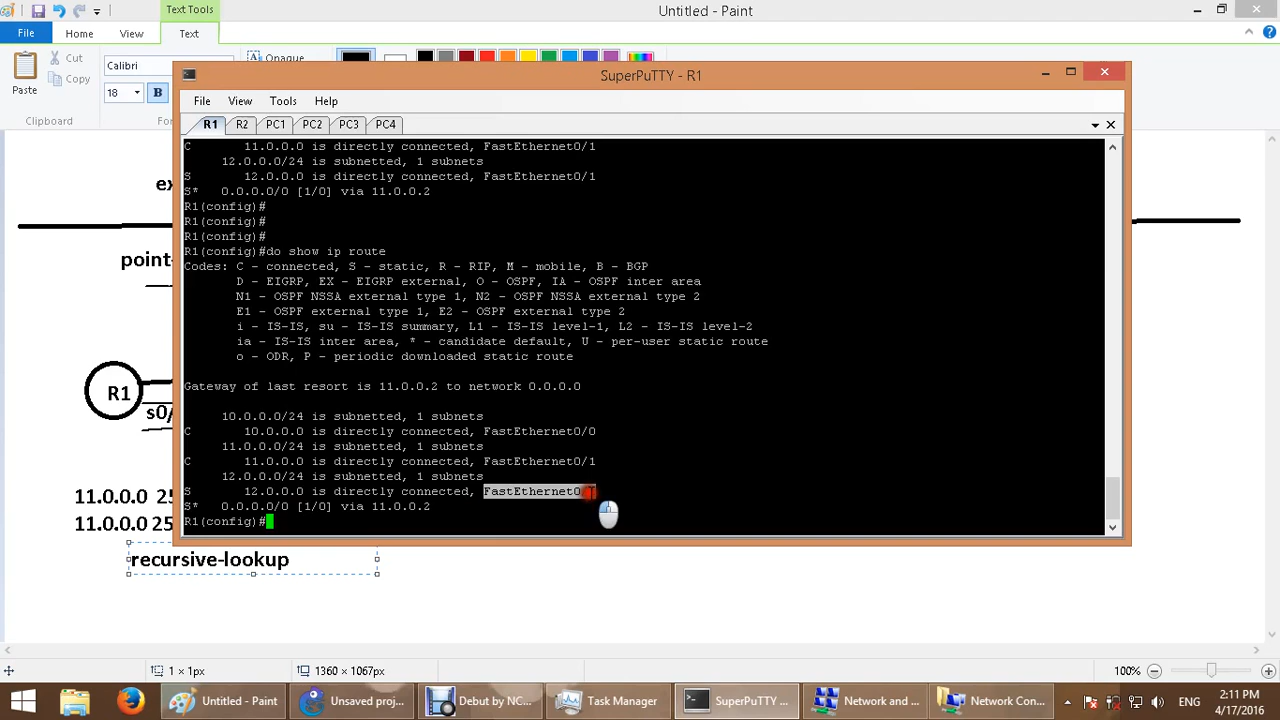 Text Tools
Untitled - Paint
File Home View Text
Paste
Cut
Copy
Clipboard
Calibri
18 B
Opaque
SuperPuTTY - R1
File View Tools Help
R1 R2 PC1 PC2 PC3 PC4
C 11.0.0.0 is directly connected, FastEthernet0/1
12.0.0.0/24 is subnetted, 1 subnets
S 12.0.0.0 is directly connected, FastEthernet0/1
S* 0.0.0.0/0 [1/0] via 11.0.0.2
R1(config)#
R1(config)#
R1(config)#
R1(config)#do show ip route
Codes: C - connected, S - static, R - RIP, M - mobile, B - BGP
D - EIGRP, EX - EIGRP external, O - OSPF, IA - OSPF inter area
N1 - OSPF NSSA external type 1, N2 - OSPF NSSA external type 2
E1 - OSPF external type 1, E2 - OSPF external type 2
i - IS-IS, su - IS-IS summary, L1 - IS-IS level-1, L2 - IS-IS level-2
ia - IS-IS inter area, * - candidate default, U - per-user static route
o - ODR, P - periodic downloaded static route
Gateway of last resort is 11.0.0.2 to network 0.0.0.0
10.0.0.0/24 is subnetted, 1 subnets
C 10.0.0.0 is directly connected, FastEthernet0/0
11.0.0.0/24 is subnetted, 1 subnets
C 11.0.0.0 is directly connected, FastEthernet0/1
12.0.0.0/24 is subnetted, 1 subnets
S 12.0.0.0 is directly connected, FastEthernet0
S* 0.0.0.0/0 [1/0] via 11.0.0.2
R1(config)#
ex
point-
R1
s0/
11.0.0.0 25
11.0.0.0 25
recursive-lookup
1 × 1px
1360 × 1067px
100%
Untitled - Paint
Unsaved proj...
Debut by NC...
Task Manager
SuperPuTTY ...
Network and ...
Network Con...
ENG
2:11 PM
4/17/2016